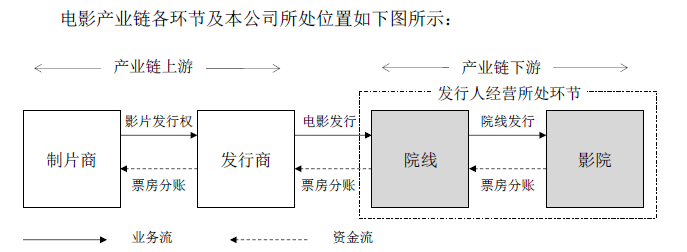 电影产业链各环节及本公司所处位置如下图所示：
产业链上游
产业链下游
发行人经营所处环节
制片商
影片发行权
票房分账
发行商
电影发行
票房分账
院线
院线发行
票房分账
影院
业务流
资金流